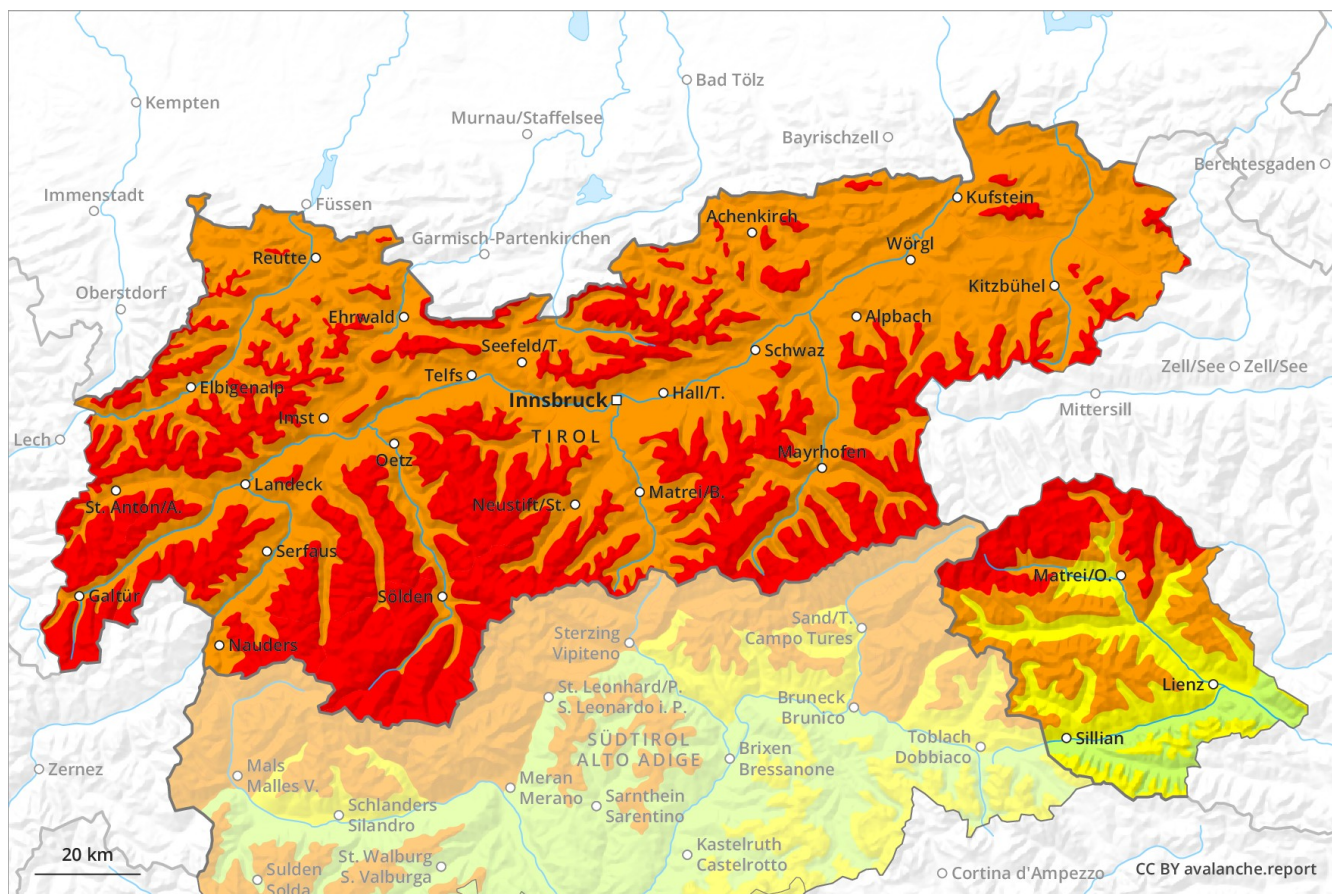 Kempten
Bad Tölz
Murnau/Staffelsee
Bayrischzell
Berchtesgaden
Immenstadt
Füssen
Kufstein
Achenkirch
Garmisch-Partenkirchen
Wörgl
Reutte
Oberstdorf
Kitzbühel
Ehrwald
Alpbach
Seefeld/T.
Schwaz
Zell/See
Zell/See
Telfs
Elbigenalp
Hall/T.
Innsbruck
Mittersill
Imst
Lech
TIROL
Oetz
Mayrhofen
Landeck
Matrei/B.
St. Anton/A.
Neustift/St.
Serfaus
Matrei/O.
Galtür
Sölden
Sand/T.
Campo Tures
Sterzing
Vipiteno
Nauders
Lienz
St. Leonhard/P.
S. Leonardo i. P.
Bruneck
Brunico
SÜDTIROL
ALTO ADIGE
Toblach
Dobbiaco
Sillian
Brixen
Bressanone
Zernez
Mals
Malles V.
Meran
Merano
Sarnthein
Sarentino
Schlanders
Silandro
Kastelruth
Castelrotto
20 km
St. Walburg
S. Valburga
Sulden
Solda
Cortina d'Ampezzo
CC BY avalanche.report